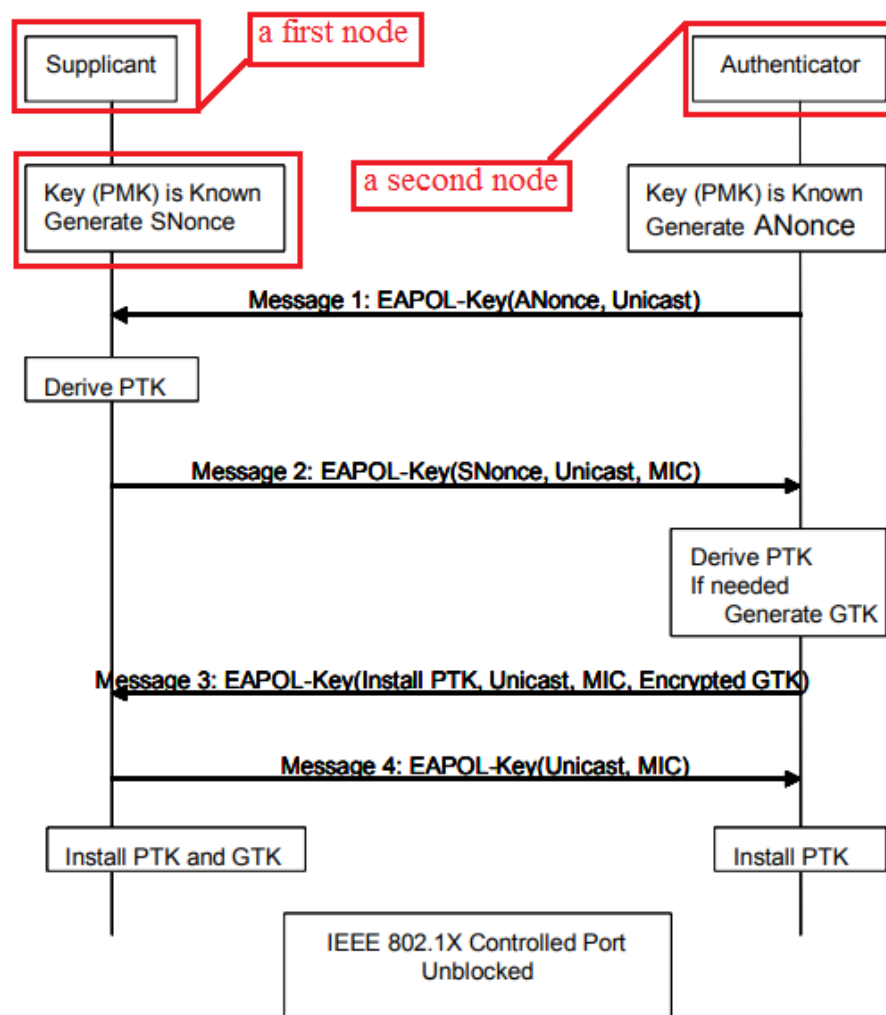 a first node
Supplicant
Authenticator
a second node
Key (PMK) is Known
Generate SNonce
Key (PMK) is Known
Generate ANonce
Message 1: EAPOL-Key(ANonce, Unicast)
Derive PTK
Message 2: EAPOL-Key(SNonce, Unicast, MIC)
Derive PTK
If needed
Generate GTK
Message 3: EAPOL-Key(Install PTK, Unicast, MIC, Encrypted GTK)
Message 4: EAPOL-Key(Unicast, MIC)
Install PTK and GTK
Install PTK
IEEE 802.1X Controlled Port
Unblocked